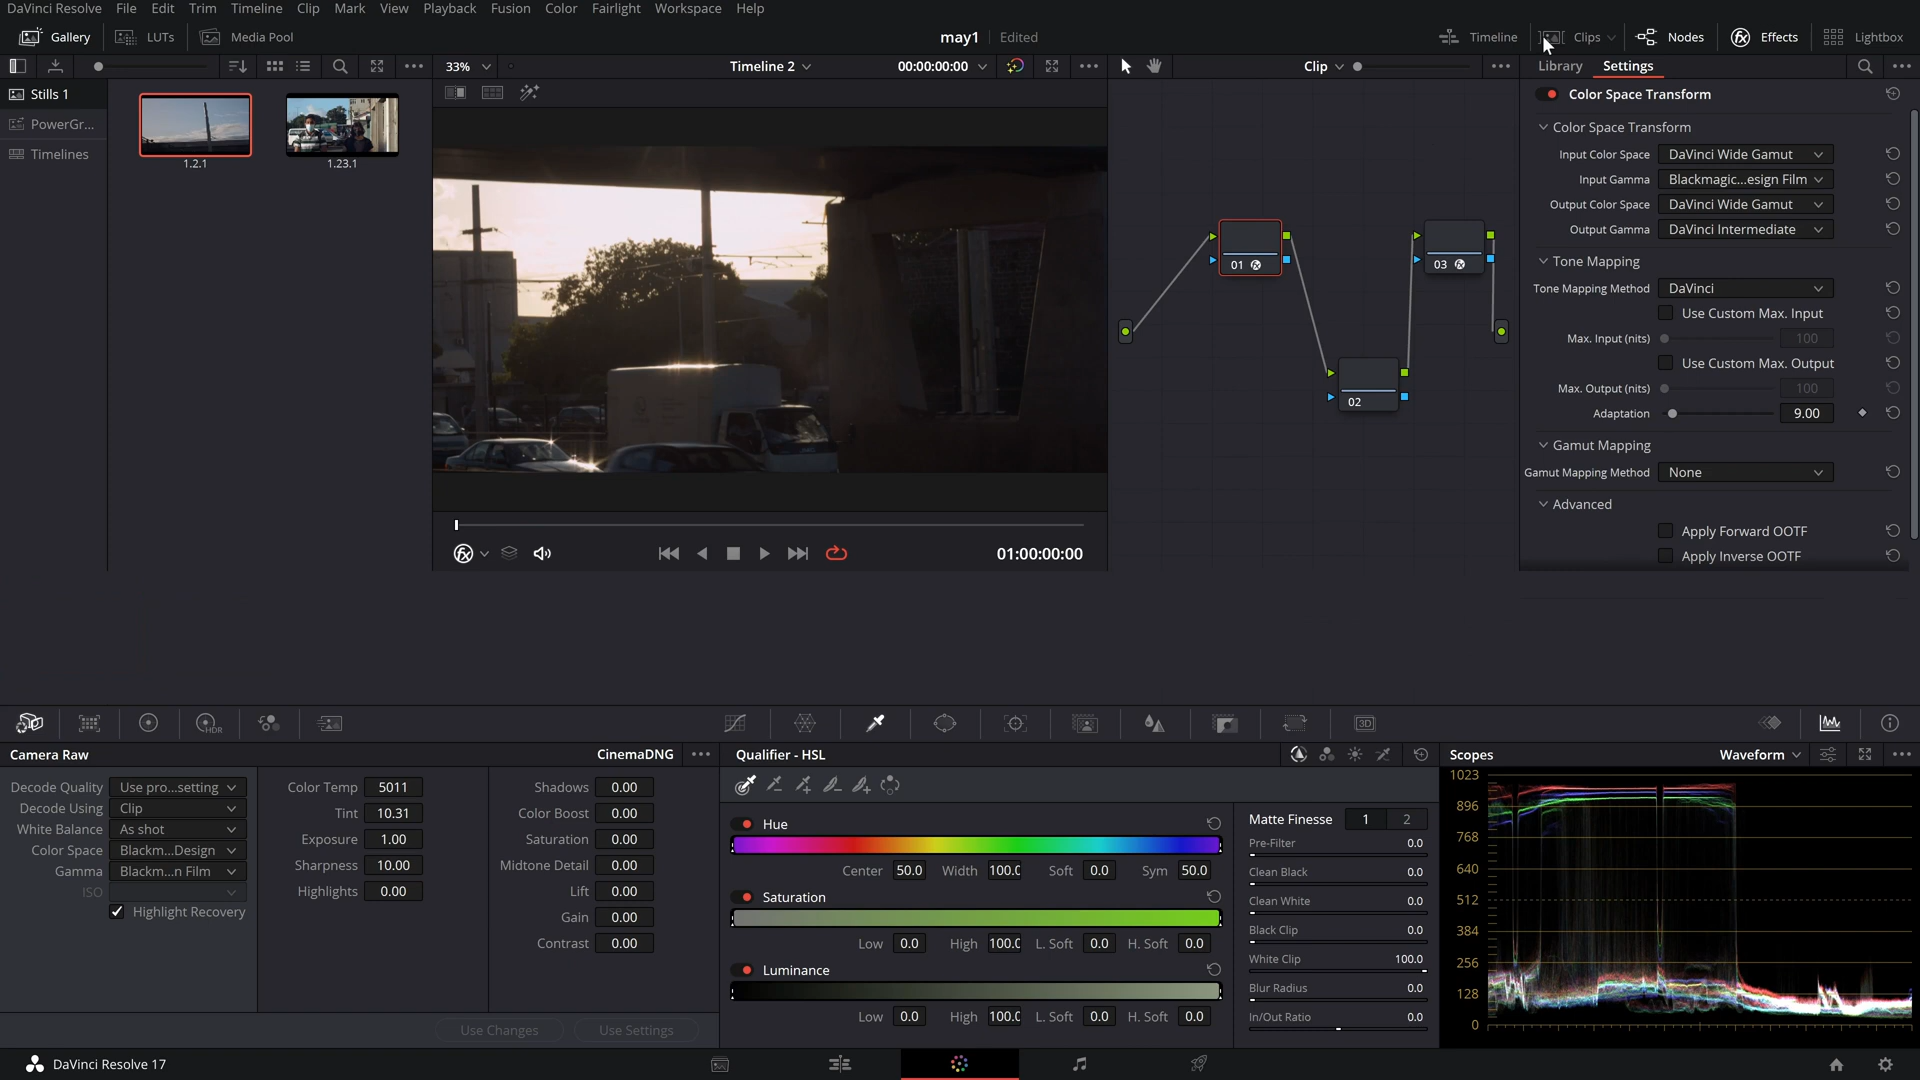 DaVinci Resolve File Edit Trim Timeline Clip Mark View Playback Fusion Color Fairlight Workspace Help
Gallery LUTs Media Pool may1 Edited Timeline Clips Nodes Effects Lightbox
33% Timeline 2 00:00:00:00 Clip Library Settings
Stills 1
PowerGr...
Timelines
1.2.1 1.23.1
01
02
03
01:00:00:00
Color Space Transform
Color Space Transform
Input Color Space DaVinci Wide Gamut
Input Gamma Blackmagic...esign Film
Output Color Space DaVinci Wide Gamut
Output Gamma DaVinci Intermediate
Tone Mapping
Tone Mapping Method DaVinci
Use Custom Max. Input
Max. Input (nits) 100
Use Custom Max. Output
Max. Output (nits) 100
Adaptation 9.00
Gamut Mapping
Gamut Mapping Method None
Advanced
Apply Forward OOTF
Apply Inverse OOTF
HDR
3D
Camera Raw CinemaDNG
Decode Quality Use pro...setting
Decode Using Clip
White Balance As shot
Color Space Blackm...Design
Gamma Blackm...n Film
ISO
Highlight Recovery
Color Temp 5011
Tint 10.31
Exposure 1.00
Sharpness 10.00
Highlights 0.00
Shadows 0.00
Color Boost 0.00
Saturation 0.00
Midtone Detail 0.00
Lift 0.00
Gain 0.00
Contrast 0.00
Use Changes Use Settings
Qualifier - HSL
Hue
Center 50.0 Width 100.0 Soft 0.0 Sym 50.0
Saturation
Low 0.0 High 100.0 L. Soft 0.0 H. Soft 0.0
Luminance
Low 0.0 High 100.0 L. Soft 0.0 H. Soft 0.0
Matte Finesse 1 2
Pre-Filter 0.0
Clean Black 0.0
Clean White 0.0
Black Clip 0.0
White Clip 100.0
Blur Radius 0.0
In/Out Ratio 0.0
Scopes Waveform
1023
896
768
640
512
384
256
128
0
DaVinci Resolve 17